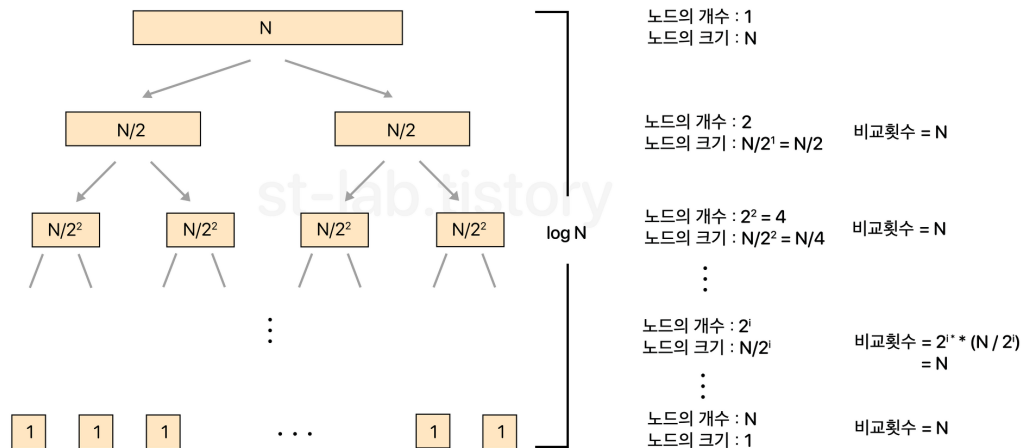 N
노드의 개수 : 1
노드의 크기 : N
N/2
N/2
노드의 개수 : 2
노드의 크기 : N/2¹ = N/2
비교횟수 = N
st-lab.tistory
N/2²
N/2²
N/2²
N/2²
log N
노드의 개수 : 2² = 4
노드의 크기 : N/2² = N/4
비교횟수 = N
노드의 개수 : 2ⁱ
노드의 크기 : N/2ⁱ
비교횟수 = 2ⁱ* * (N / 2ⁱ)
= N
1
1
1
1
1
노드의 개수 : N
노드의 크기 : 1
비교횟수 = N